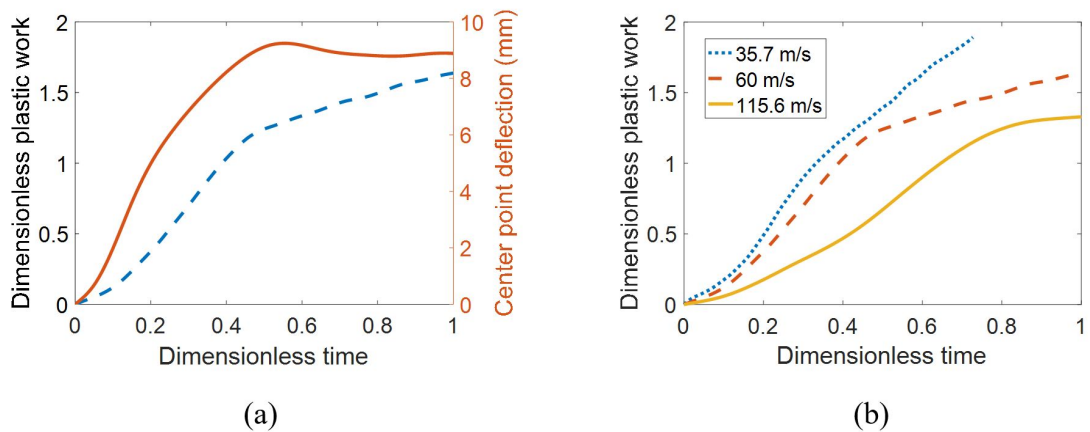 Dimensionless plastic work
2
1.5
1
0.5
0
0
0.2
0.4
0.6
0.8
1
Dimensionless time
10
8
6
4
2
0
Center point deflection (mm)
(a)
Dimensionless plastic work
2
1.5
1
0.5
0
35.7 m/s
60 m/s
115.6 m/s
0
0.2
0.4
0.6
0.8
1
Dimensionless time
(b)